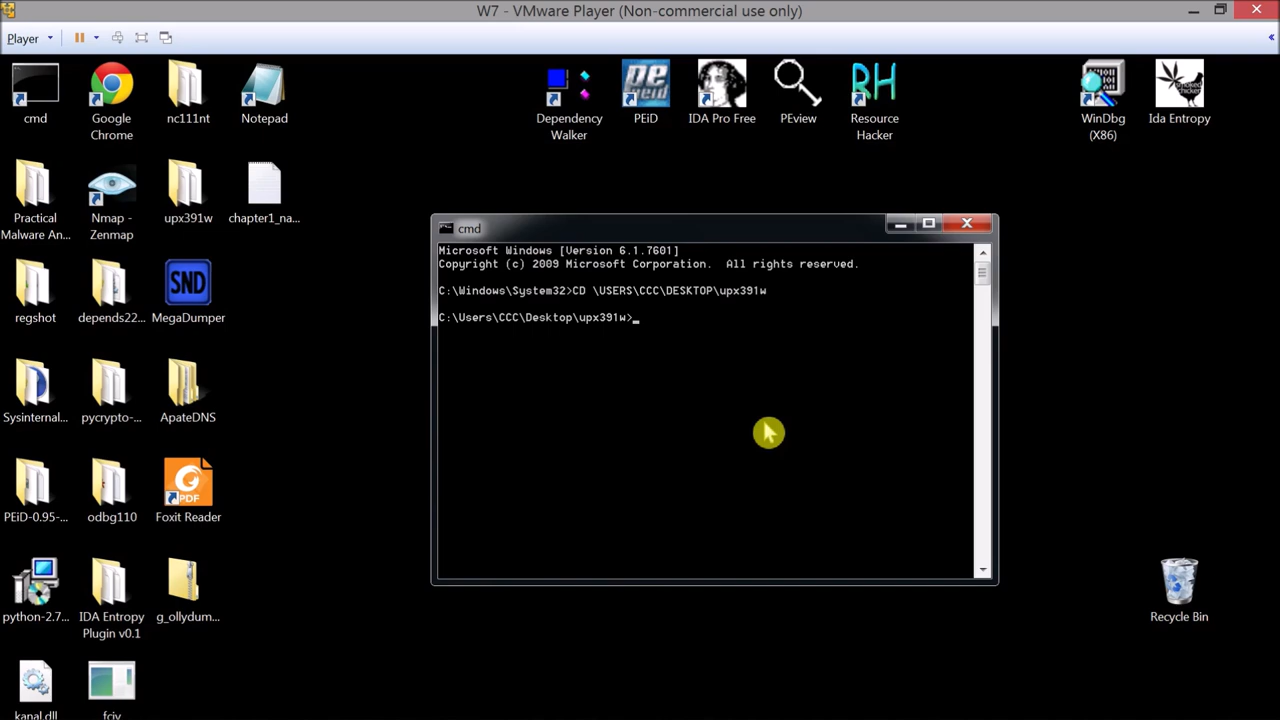 W7 - VMware Player (Non-commercial use only)
Player
cmd
Google
Chrome
nc111nt
Notepad
Dependency
Walker
PEiD
IDA Pro Free
PEview
RH
Resource
Hacker
WinDbg
(X86)
Ida Entropy
Practical
Malware An...
Nmap -
Zenmap
upx391w
chapter1_na...
cmd
Microsoft Windows [Version 6.1.7601]
Copyright (c) 2009 Microsoft Corporation.  All rights reserved.
C:\Windows\System32>CD \USERS\CCC\DESKTOP\upx391w
C:\Users\CCC\Desktop\upx391w>_
regshot
depends22...
SND
MegaDumper
Sysinternal...
pycrypto-...
ApateDNS
PEiD-0.95-...
odbg110
PDF
Foxit Reader
python-2.7...
IDA Entropy
Plugin v0.1
g_ollydum...
Recycle Bin
kanal.dll
fciv